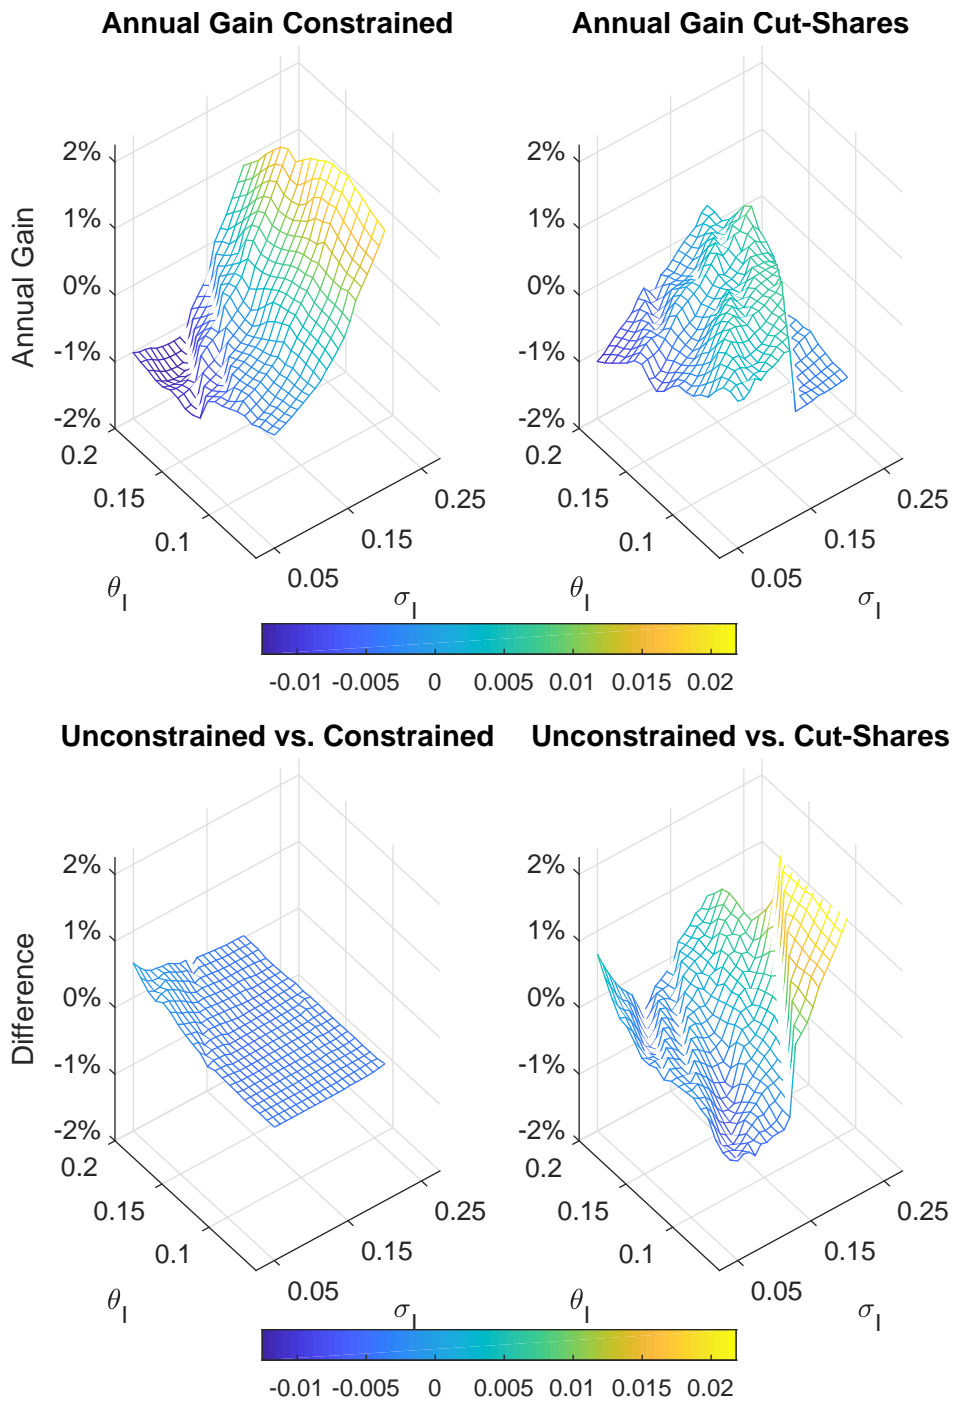 Annual Gain Constrained
Annual Gain Cut-Shares
Annual Gain
2%
1%
0%
-1%
-2%
0.2
0.15
0.1
θI
0.05
0.15
0.25
σI
2%
1%
0%
-1%
-2%
0.2
0.15
0.1
θI
0.05
0.15
0.25
σI
-0.01 -0.005 0 0.005 0.01 0.015 0.02
Unconstrained vs. Constrained
Unconstrained vs. Cut-Shares
Difference
2%
1%
0%
-1%
-2%
0.2
0.15
0.1
θI
0.05
0.15
0.25
σI
2%
1%
0%
-1%
-2%
0.2
0.15
0.1
θI
0.05
0.15
0.25
σI
-0.01 -0.005 0 0.005 0.01 0.015 0.02